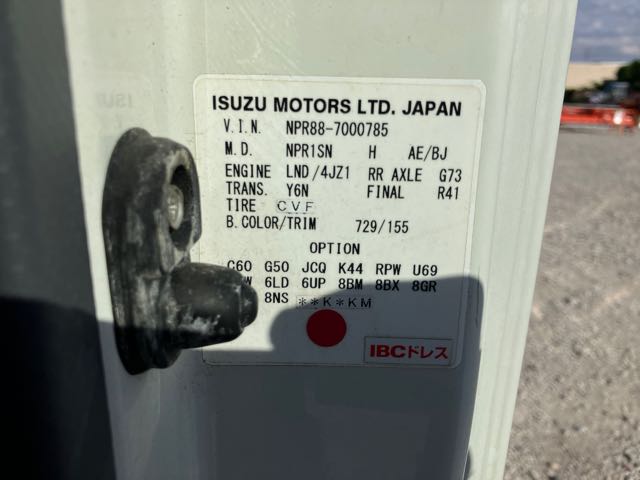 ISUZU MOTORS LTD. JAPAN
V.I.N. NPR88-7000785
M.D. NPR1SN H AE/BJ
ENGINE LND/4JZ1 RR AXLE G73
TRANS. Y6N FINAL R41
TIRE CVF
B.COLOR/TRIM 729/155
OPTION
C60 G50 JCQ K44 RPW U69
6LD 6UP 8BM 8BX 8GR
8NS **K*KM
IBCドレス